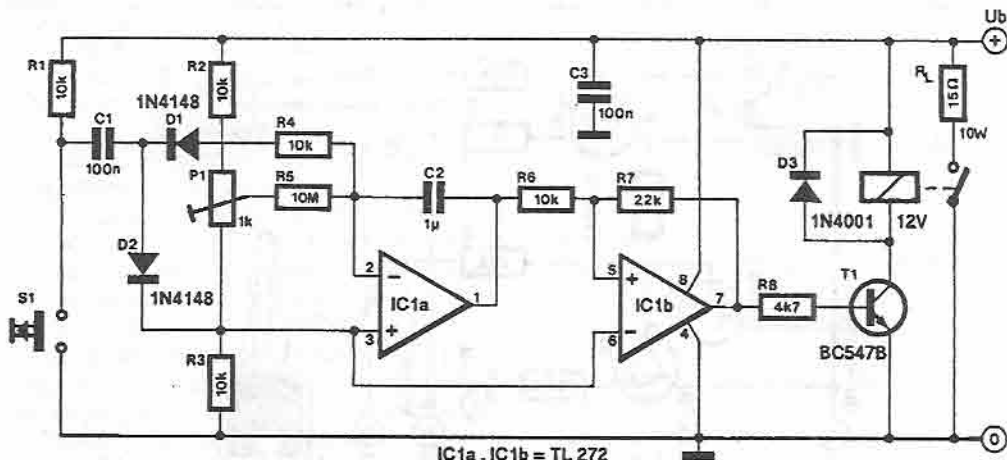 Ub
+
R1
10k
R2
10k
C3
100n
RL
15Ω
10W
1N4148
D1
C1
100n
R4
10k
P1
1k
R5
10M
C2
1µ
R6
10k
R7
22k
D3
1N4001
12V
D2
1N4148
2
−
IC1a
1
+
3
5
+
IC1b
8
7
−
6
4
R8
4k7
T1
BC547B
S1
R3
10k
0
IC1a , IC1b = TL 272